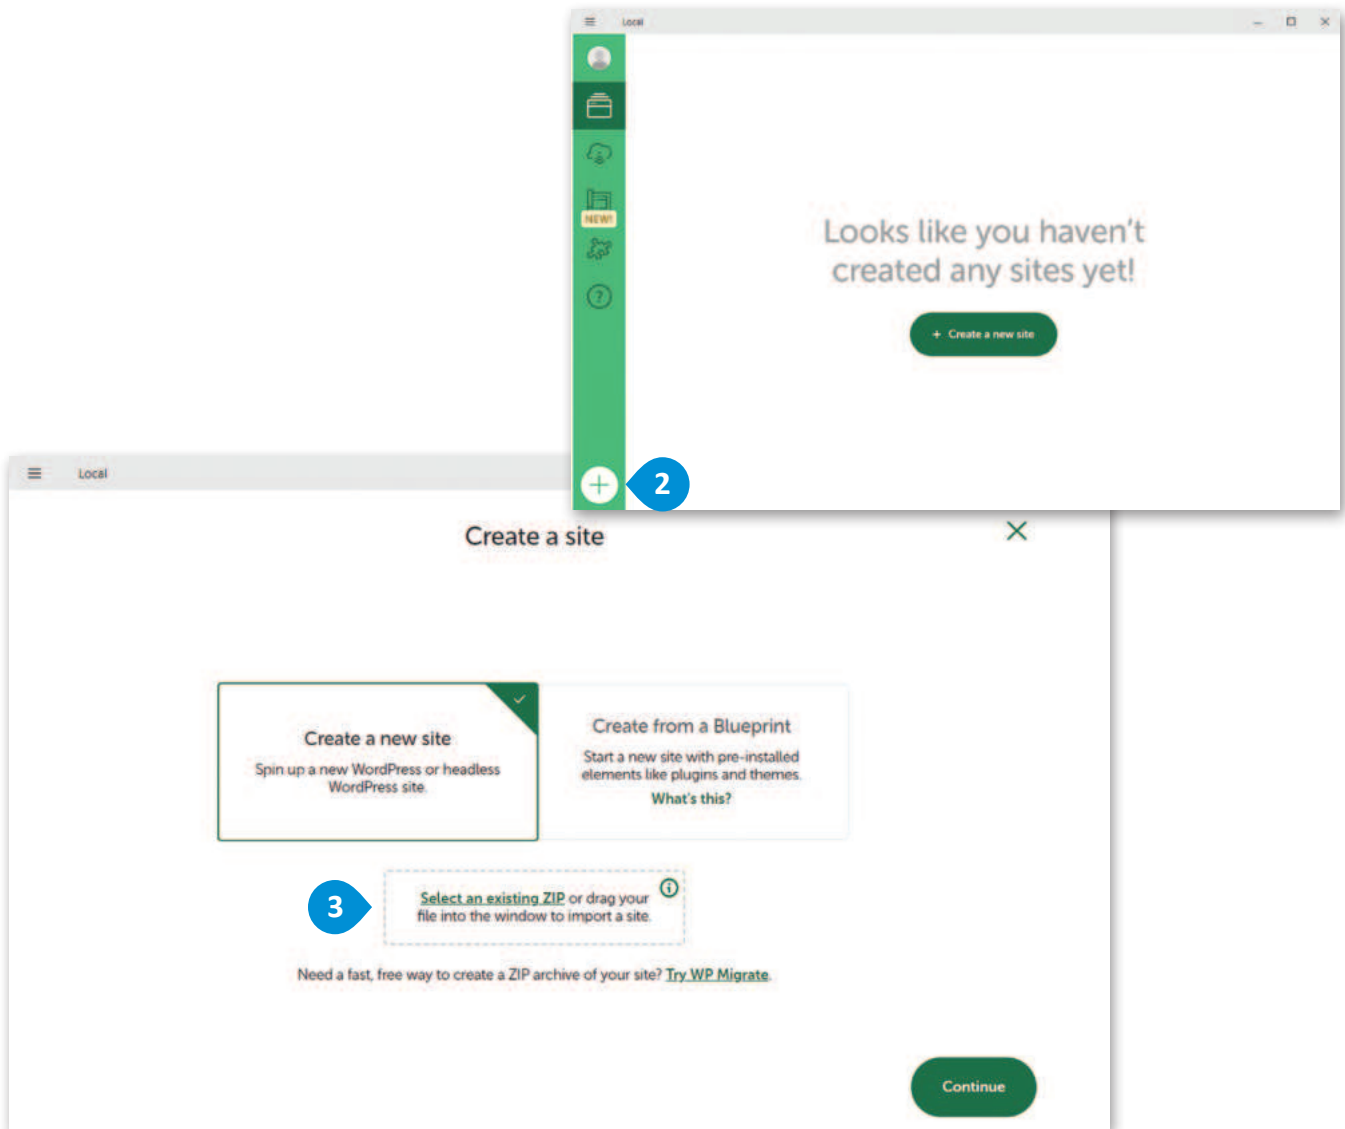 Local
NEW!
Looks like you haven't
created any sites yet!
+ Create a new site
2
Local
Create a site
Create a new site
Spin up a new WordPress or headless
WordPress site.
Create from a Blueprint
Start a new site with pre-installed
elements like plugins and themes.
What's this?
3
Select an existing ZIP or drag your
file into the window to import a site.
Need a fast, free way to create a ZIP archive of your site? Try WP Migrate.
Continue